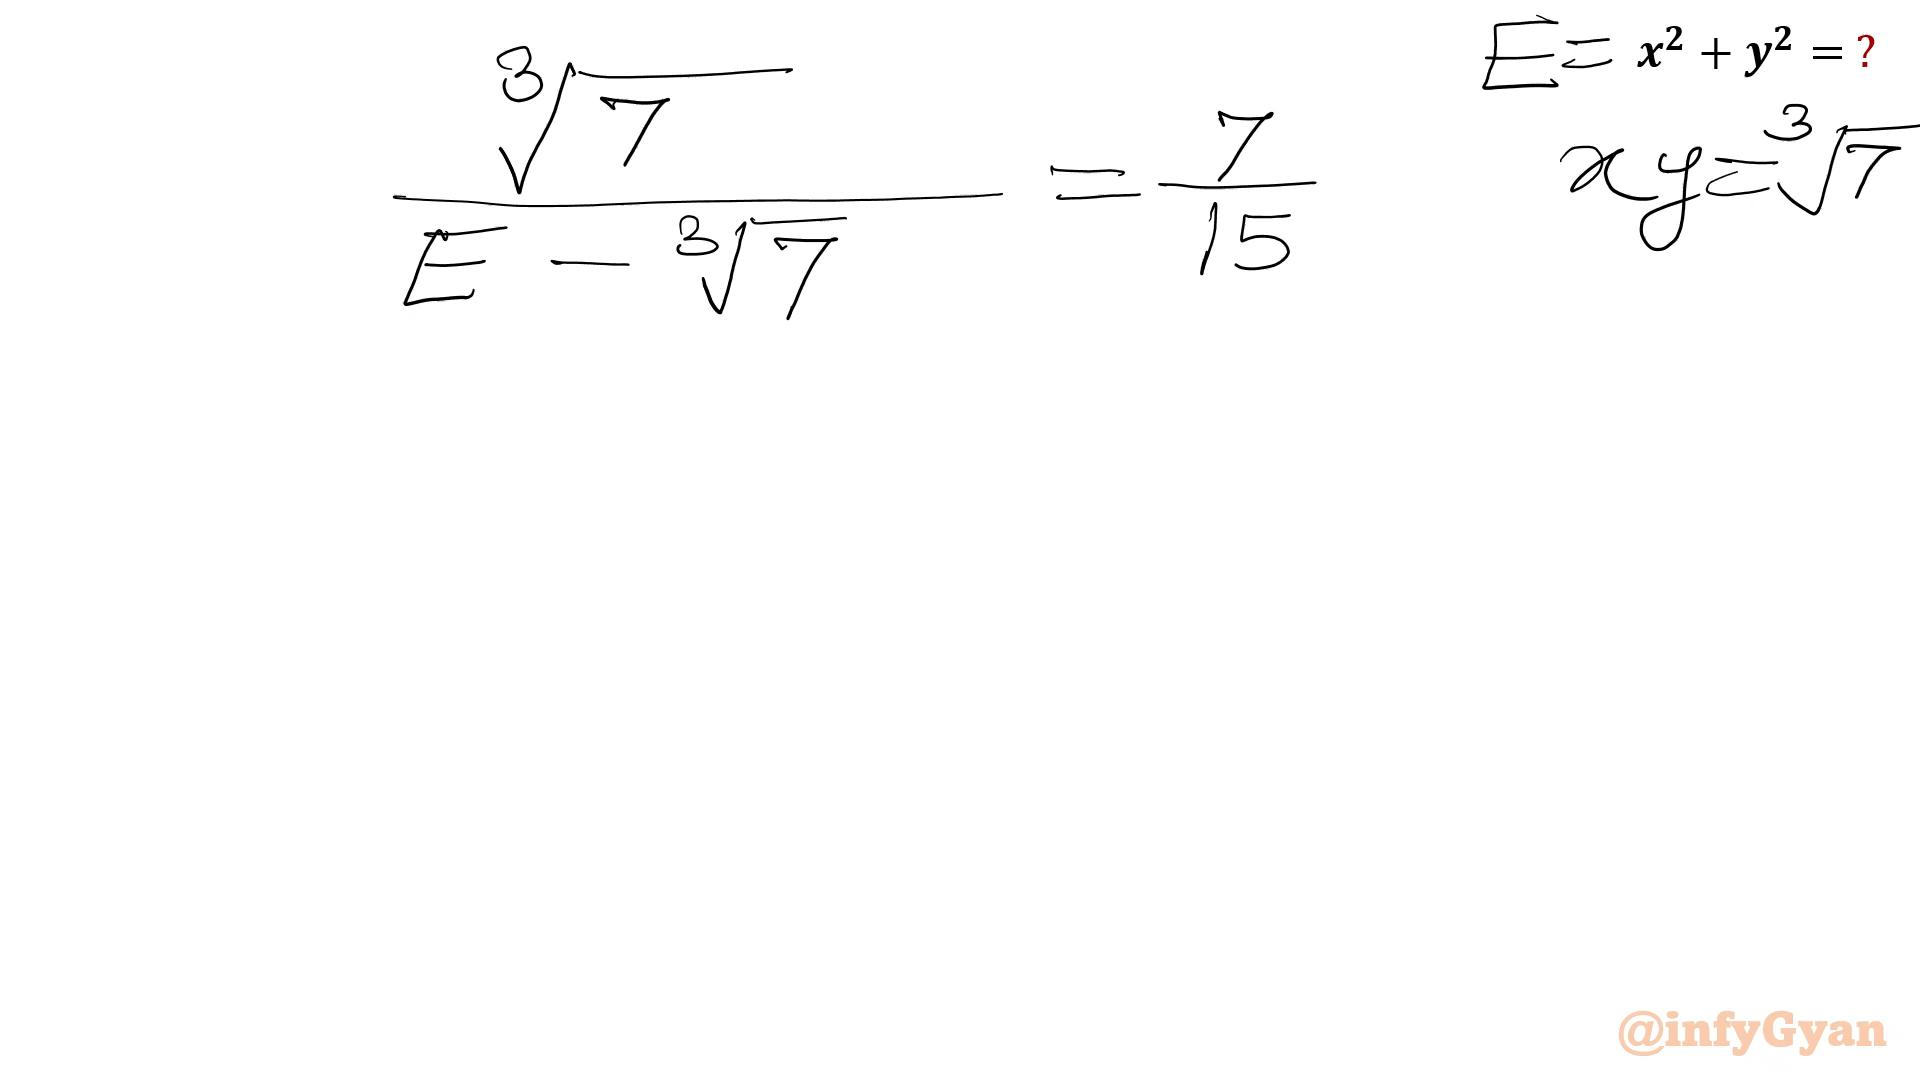 E = x² + y² = ?
xy = ∛7
∛7 / (E − ∛7) = 7/15
@infyGyan